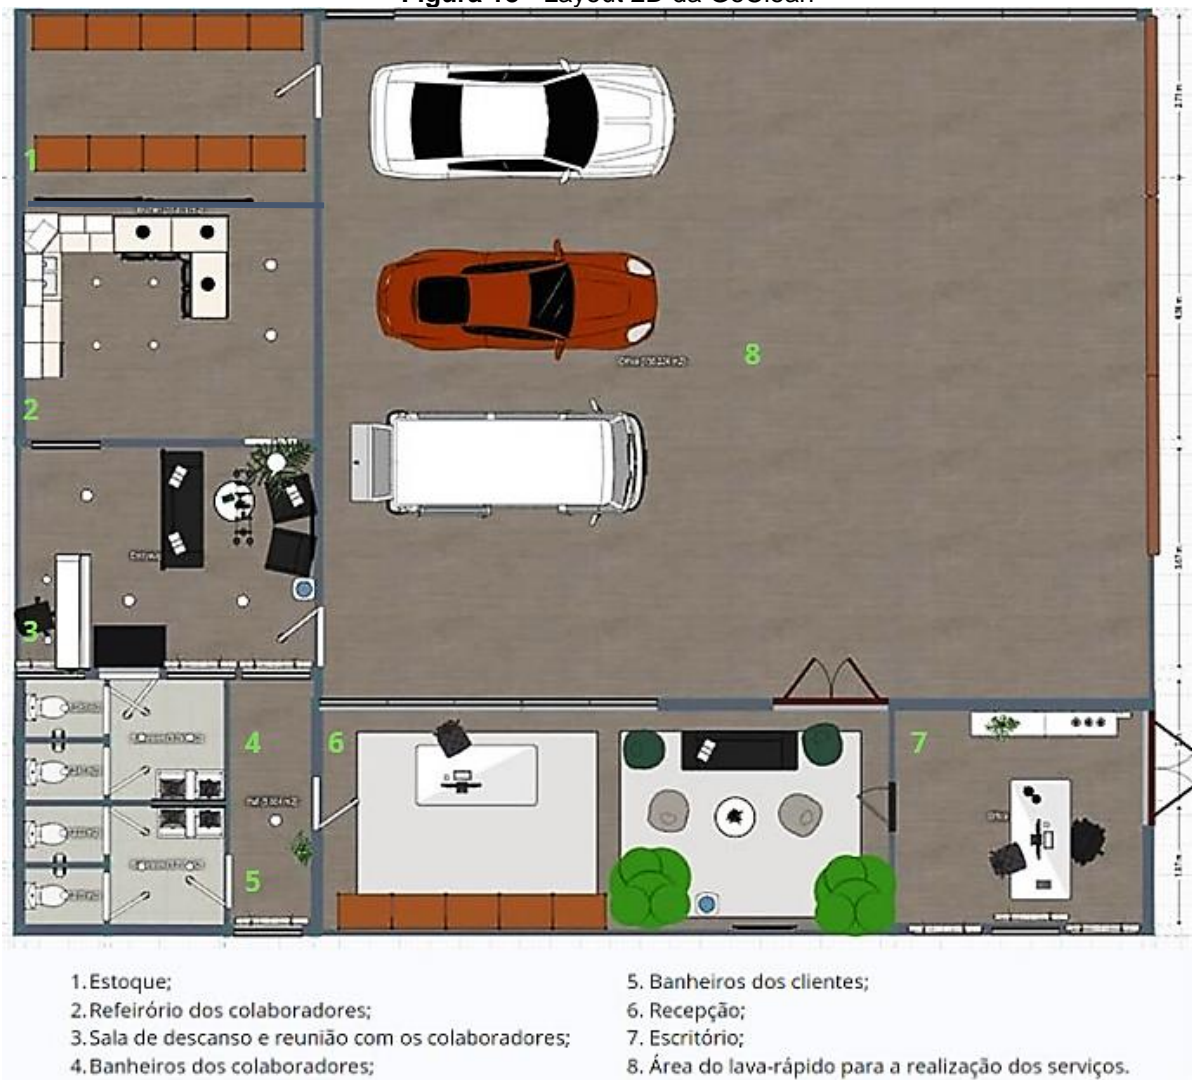 Layout 2D da GoClean
2,71 m
1
2
8
3
4
6
7
5
1. Estoque;
2. Refeirório dos colaboradores;
3. Sala de descanso e reunião com os colaboradores;
4. Banheiros dos colaboradores;
5. Banheiros dos clientes;
6. Recepção;
7. Escritório;
8. Área do lava-rápido para a realização dos serviços.